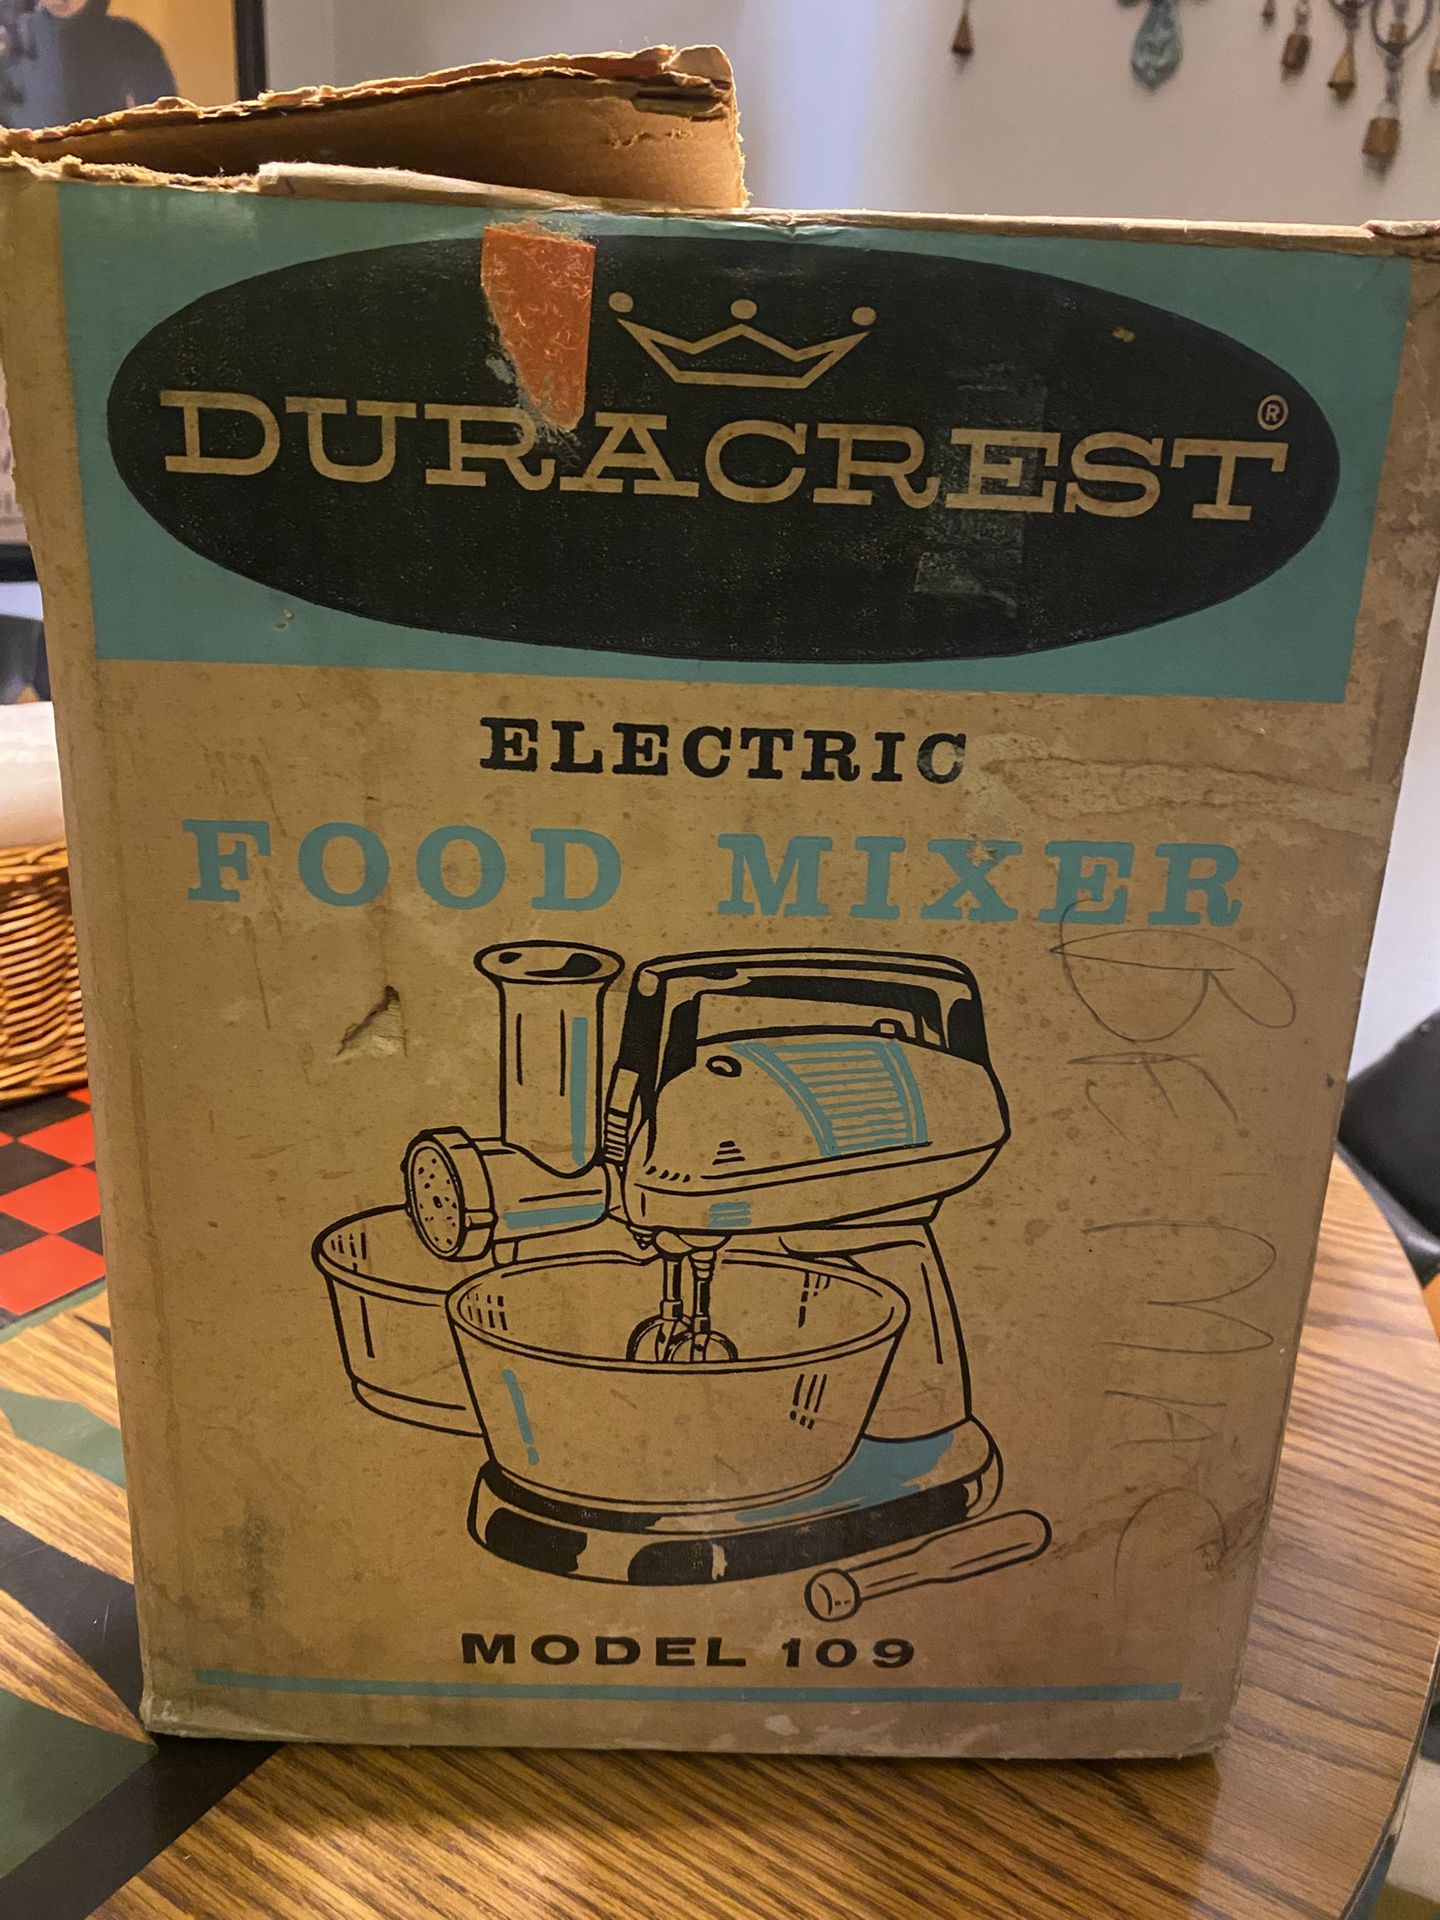 DURACREST ®
ELECTRIC
FOOD MIXER
MODEL 109